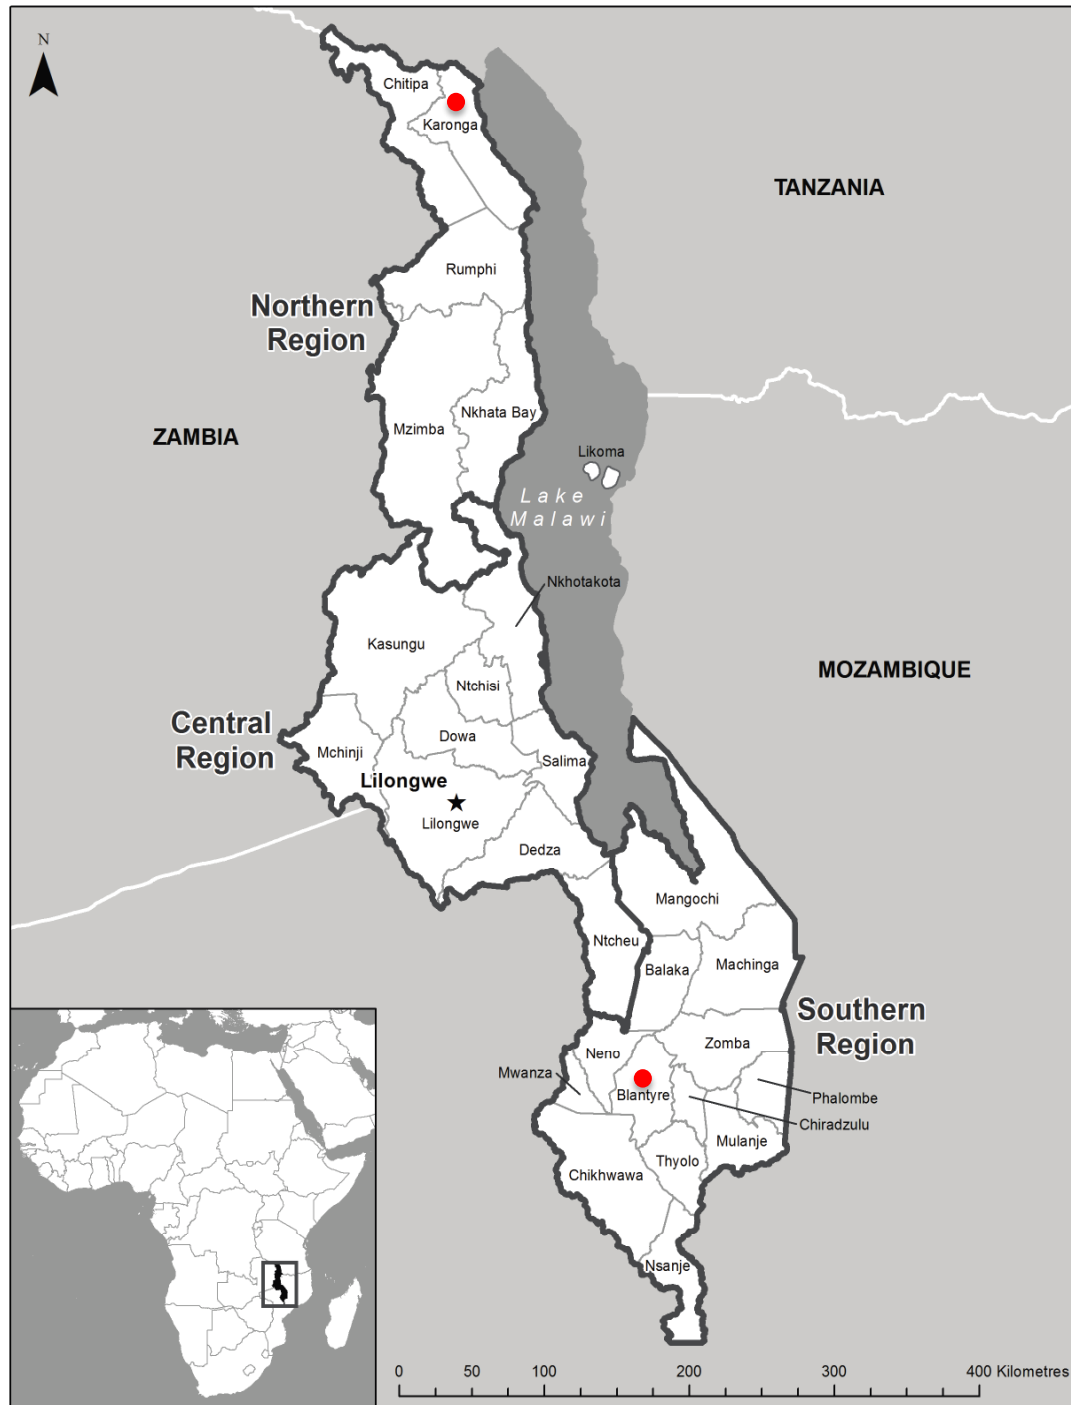 N
Chitipa
Karonga
TANZANIA
Rumphi
Northern
Region
Nkhata Bay
Mzimba
ZAMBIA
Likoma
Lake
Malawi
Nkhotakota
Kasungu
MOZAMBIQUE
Ntchisi
Central
Region
Dowa
Mchinji
Salima
Lilongwe
Lilongwe
Dedza
Mangochi
Ntcheu
Balaka
Machinga
Southern
Region
Zomba
Neno
Mwanza
Blantyre
Phalombe
Chiradzulu
Mulanje
Thyolo
Chikhwawa
Nsanje
0 100 200 300 400 Kilometres